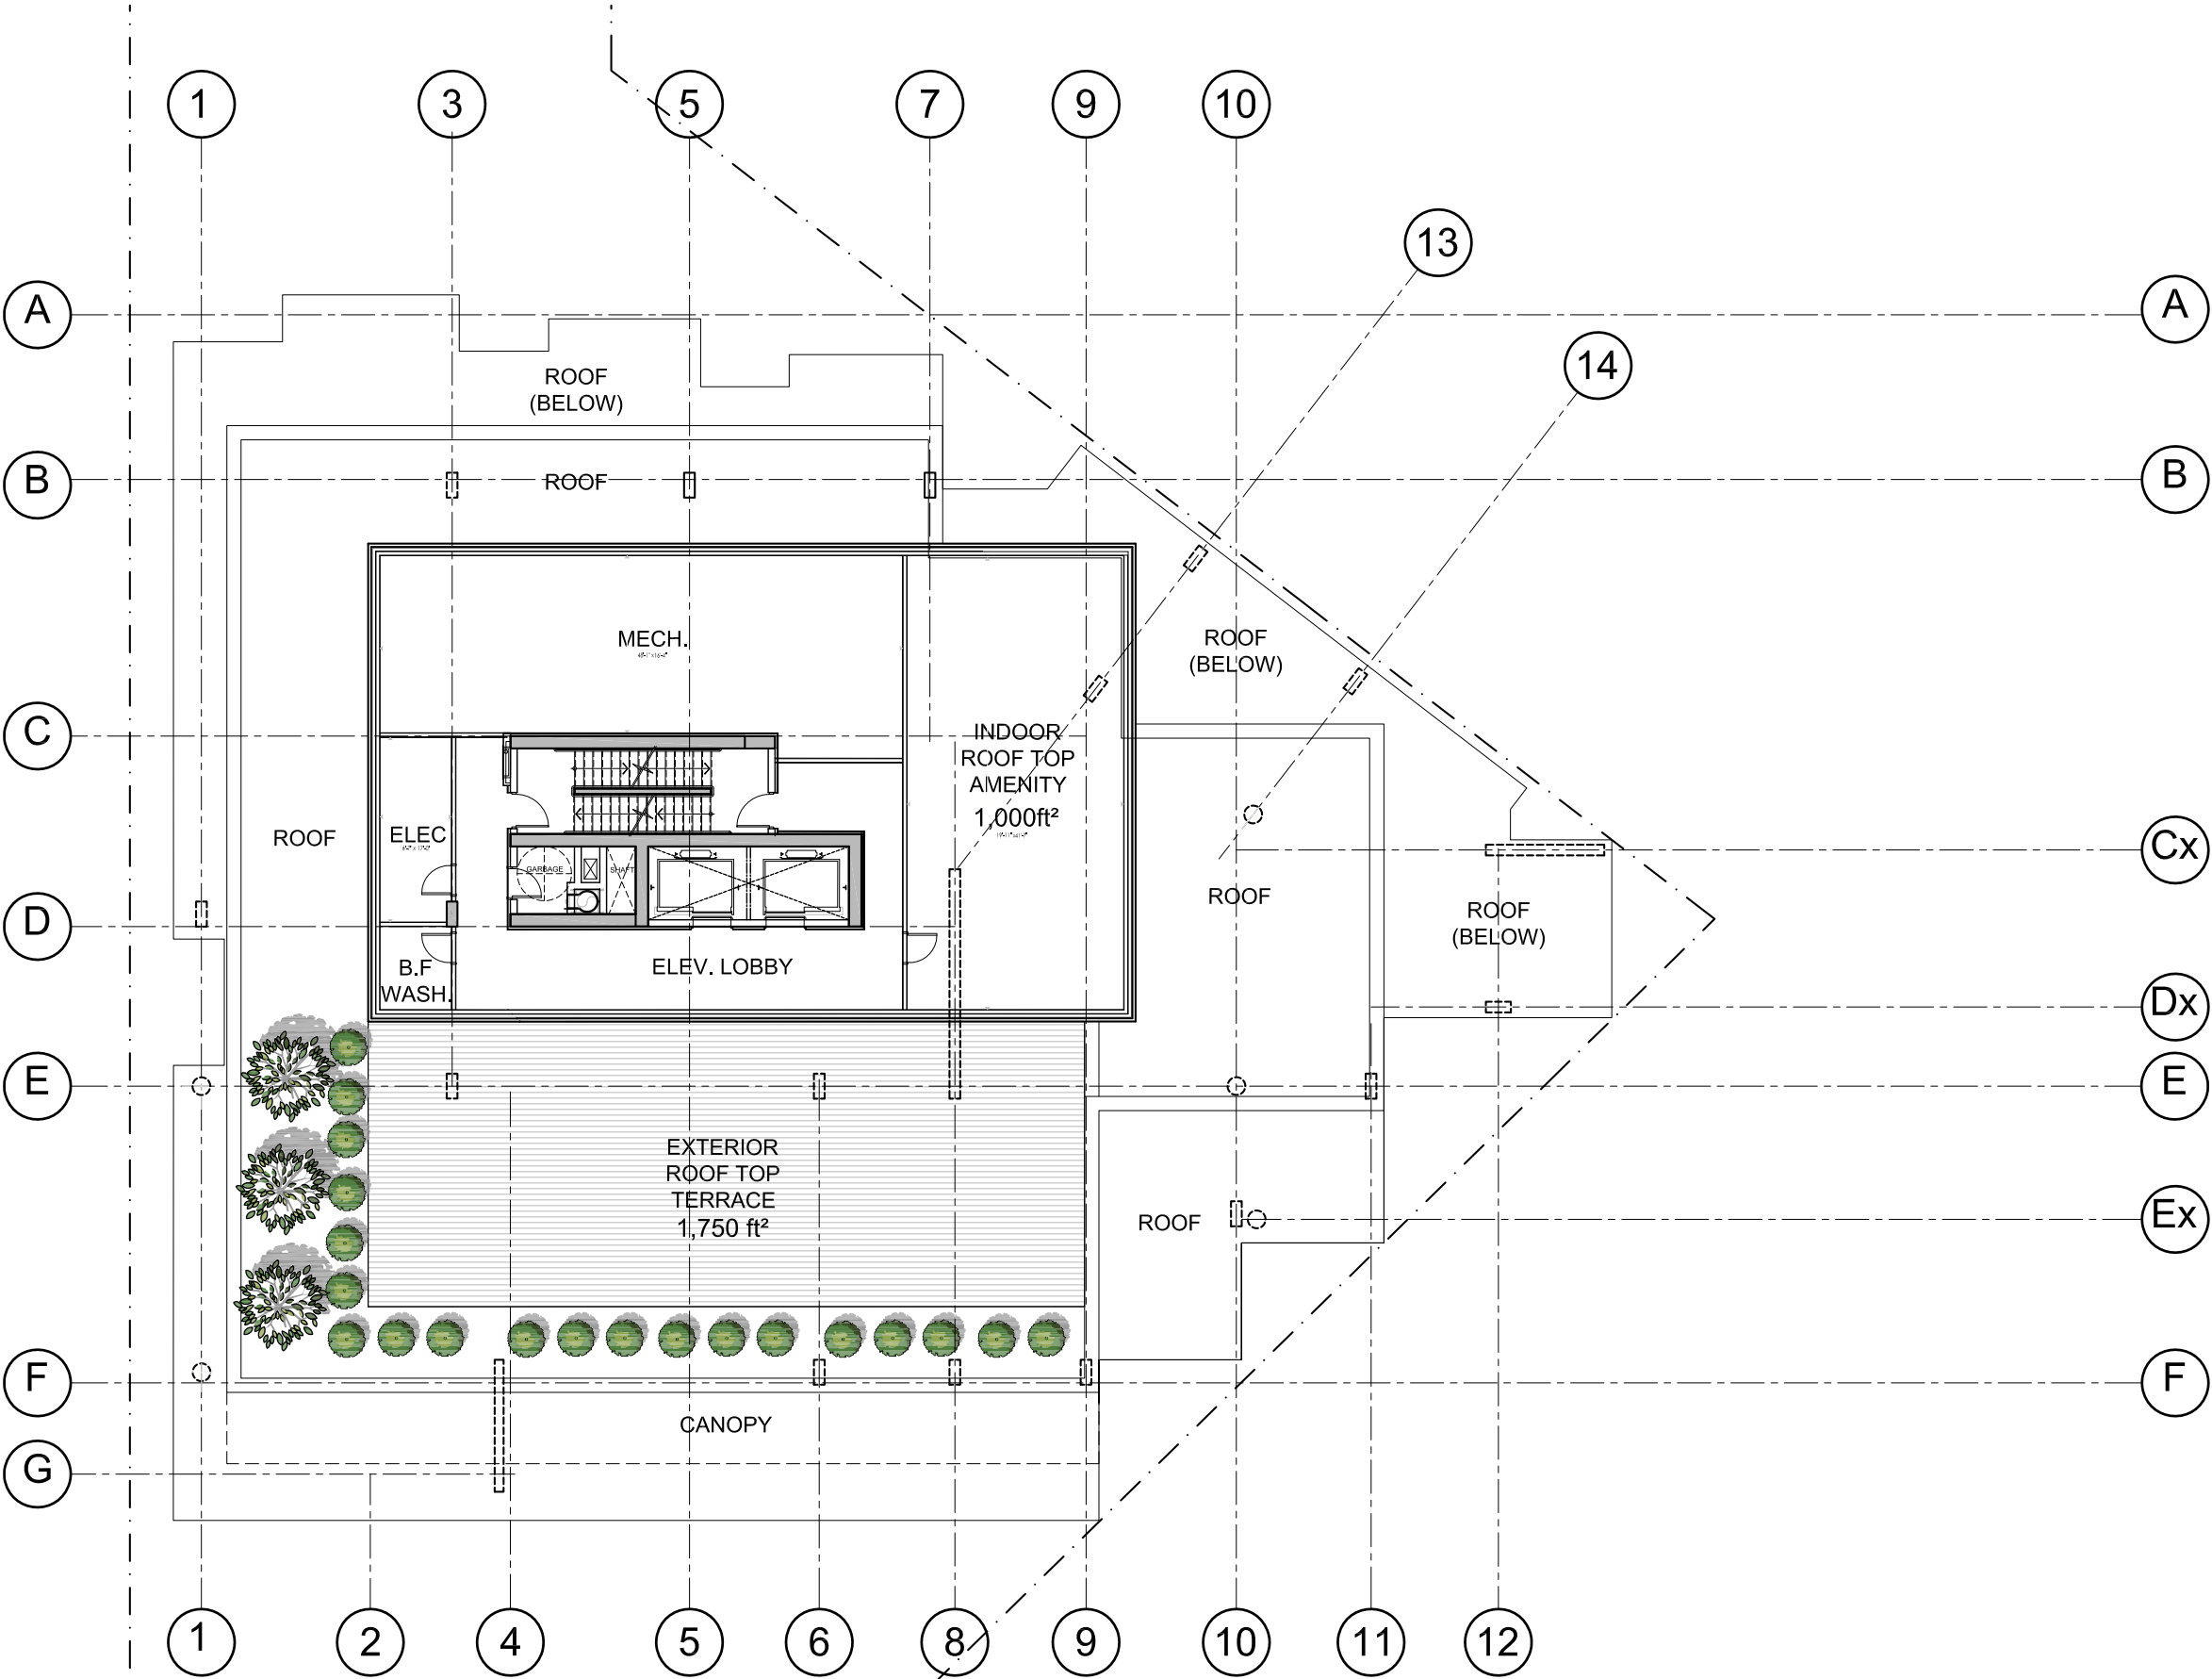 1
3
5
7
9
10
13
14
A
A
ROOF
(BELOW)
B
ROOF
B
MECH.
ROOF
(BELOW)
C
INDOOR
ROOF TOP
AMENITY
1,000ft²
ROOF
ELEC
Cx
GARBAGE
SHAFT
ROOF
ROOF
(BELOW)
D
B.F
WASH.
ELEV. LOBBY
Dx
E
E
EXTERIOR
ROOF TOP
TERRACE
1,750 ft²
ROOF
Ex
F
F
CANOPY
G
1
2
4
5
6
8
9
10
11
12